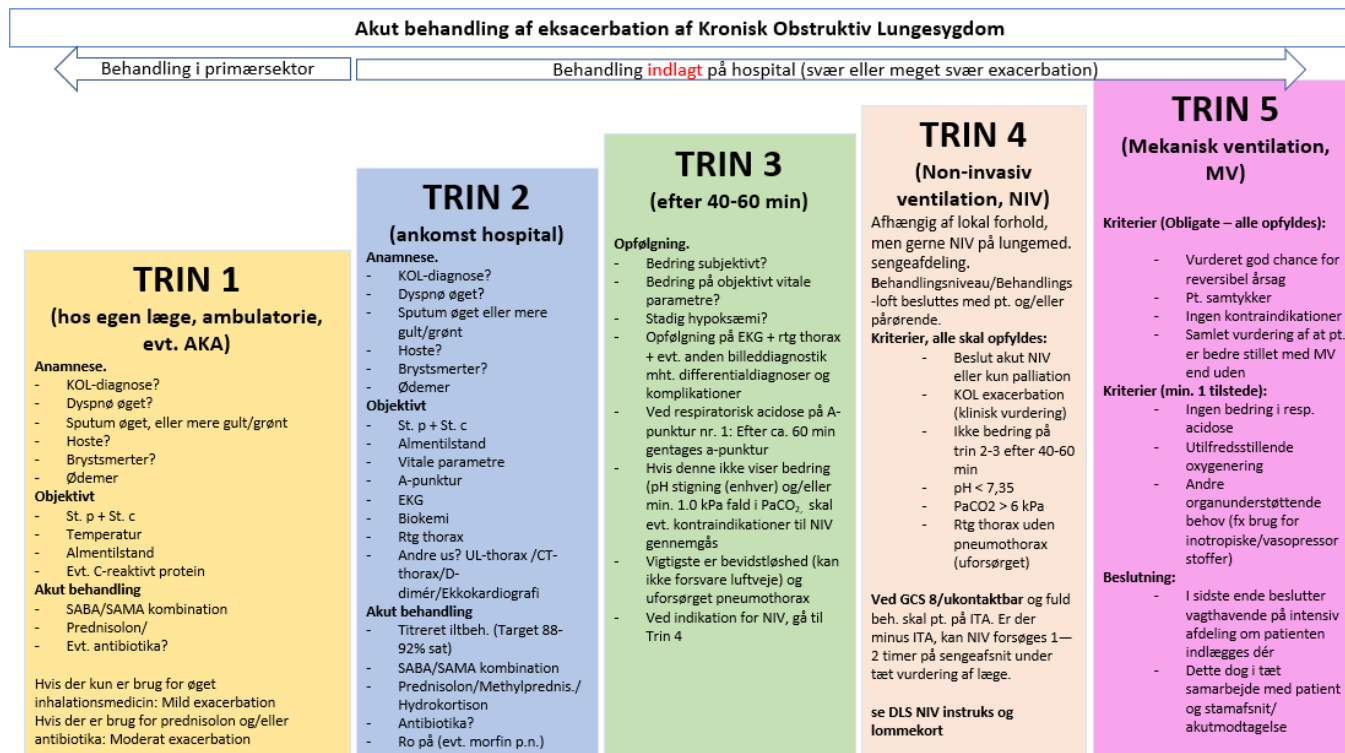 Akut behandling af eksacerbation af Kronisk Obstruktiv Lungesygdom
Behandling i primærsektor
Behandling indlagt på hospital (svær eller meget svær exacerbation)
TRIN 1
(hos egen læge, ambulatorie,
evt. AKA)
Anamnese.
- KOL-diagnose?
- Dyspnø øget?
- Sputum øget, eller mere gult/grønt
- Hoste?
- Brystsmerter?
- Ødemer
Objektivt
- St. p + St. c
- Temperatur
- Almentilstand
- Evt. C-reaktivt protein
Akut behandling
- SABA/SAMA kombination
- Prednisolon/
- Evt. antibiotika?
Hvis der kun er brug for øget
inhalationsmedicin: Mild exacerbation
Hvis der er brug for prednisolon og/eller
antibiotika: Moderat exacerbation
TRIN 2
(ankomst hospital)
Anamnese.
- KOL-diagnose?
- Dyspnø øget?
- Sputum øget eller mere
gult/grønt
- Hoste?
- Brystsmerter?
- Ødemer
Objektivt
- St. p + St. c
- Almentilstand
- Vitale parametre
- A-punktur
- EKG
- Biokemi
- Rtg thorax
- Andre us? UL-thorax /CT-
thorax/D-
dimér/Ekkokardiografi
Akut behandling
- Titreret iltbeh. (Target 88-
92% sat)
- SABA/SAMA kombination
- Prednisolon/Methylprednis./
Hydrokortison
- Antibiotika?
- Ro på (evt. morfin p.n.)
TRIN 3
(efter 40-60 min)
Opfølgning.
- Bedring subjektivt?
- Bedring på objektivt vitale
parametre?
- Stadig hypoksæmi?
- Opfølgning på EKG + rtg thorax
+ evt. anden billeddiagnostik
mht. differentialdiagnoser og
komplikationer
- Ved respiratorisk acidose på A-
punktur nr. 1: Efter ca. 60 min
gentages a-punktur
- Hvis denne ikke viser bedring
(pH stigning (enhver) og/eller
min. 1.0 kPa fald i PaCO2, skal
evt. kontraindikationer til NIV
gennemgås
- Vigtigste er bevidstløshed (kan
ikke forsvare luftveje) og
uforsørget pneumothorax
- Ved indikation for NIV, gå til
Trin 4
TRIN 4
(Non-invasiv
ventilation, NIV)
Afhængig af lokal forhold,
men gerne NIV på lungemed.
sengeafdeling.
Behandlingsniveau/Behandlings
-loft besluttes med pt. og/eller
pårørende.
Kriterier, alle skal opfyldes:
- Beslut akut NIV
eller kun palliation
- KOL exacerbation
(klinisk vurdering)
- Ikke bedring på
trin 2-3 efter 40-60
min
- pH < 7,35
- PaCO2 > 6 kPa
- Rtg thorax uden
pneumothorax
(uforsørget)
Ved GCS 8/ukontaktbar og fuld
beh. skal pt. på ITA. Er der
minus ITA, kan NIV forsøges 1—
2 timer på sengeafsnit under
tæt vurdering af læge.
se DLS NIV instruks og
lommekort
TRIN 5
(Mekanisk ventilation,
MV)
Kriterier (Obligate – alle opfyldes):
- Vurderet god chance for
reversibel årsag
- Pt. samtykker
- Ingen kontraindikationer
- Samlet vurdering af at pt.
er bedre stillet med MV
end uden
Kriterier (min. 1 tilstede):
- Ingen bedring i resp.
acidose
- Utilfredsstillende
oxygenering
- Andre
organunderstøttende
behov (fx brug for
inotropiske/vasopressor
stoffer)
Beslutning:
- I sidste ende beslutter
vagthavende på intensiv
afdeling om patienten
indlægges dér
- Dette dog i tæt
samarbejde med patient
og stamafsnit/
akutmodtagelse